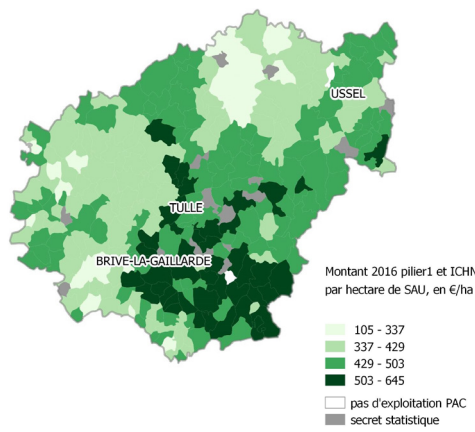 USSEL
TULLE
BRIVE-LA-GAILLARDE
Montant 2016 pilier1 et ICHN
par hectare de SAU, en €/ha
105 - 337
337 - 429
429 - 503
503 - 645
pas d'exploitation PAC
secret statistique